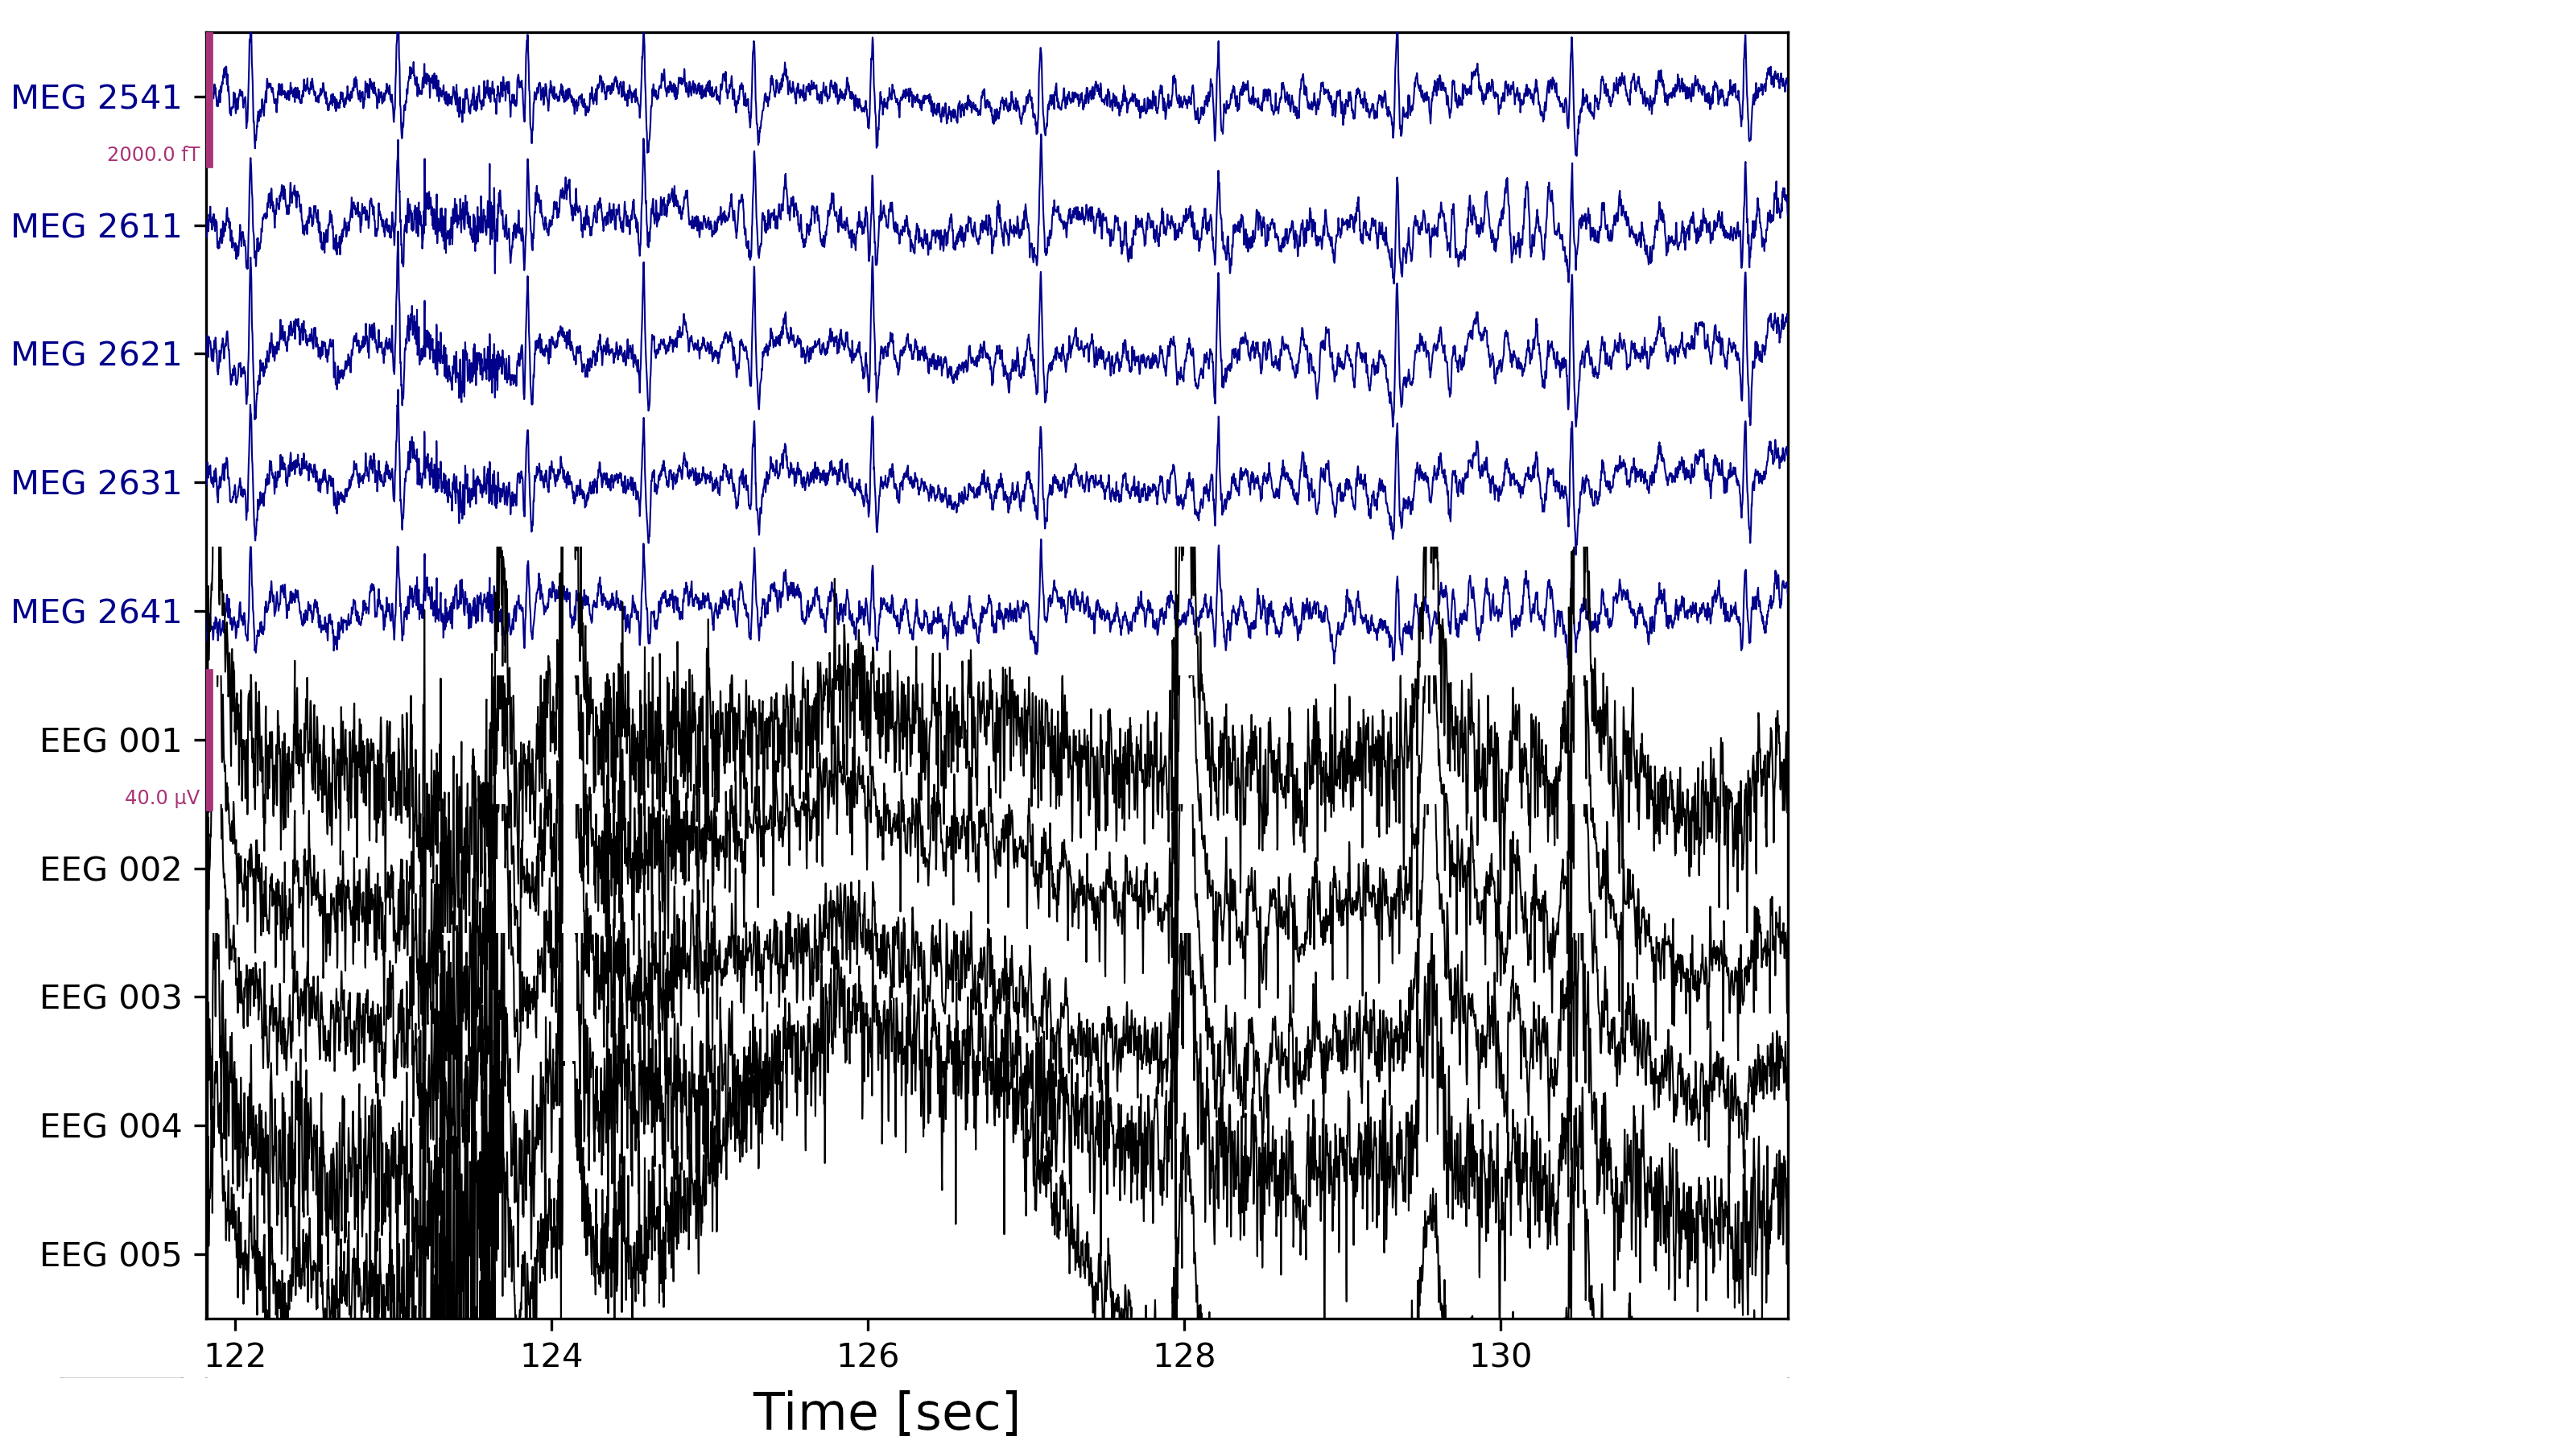 MEG 2541
2000.0 fT
MEG 2611
MEG 2621
MEG 2631
MEG 2641
EEG 001
40.0 µV
EEG 002
EEG 003
EEG 004
EEG 005
122 124 126 128 130
Time [sec]